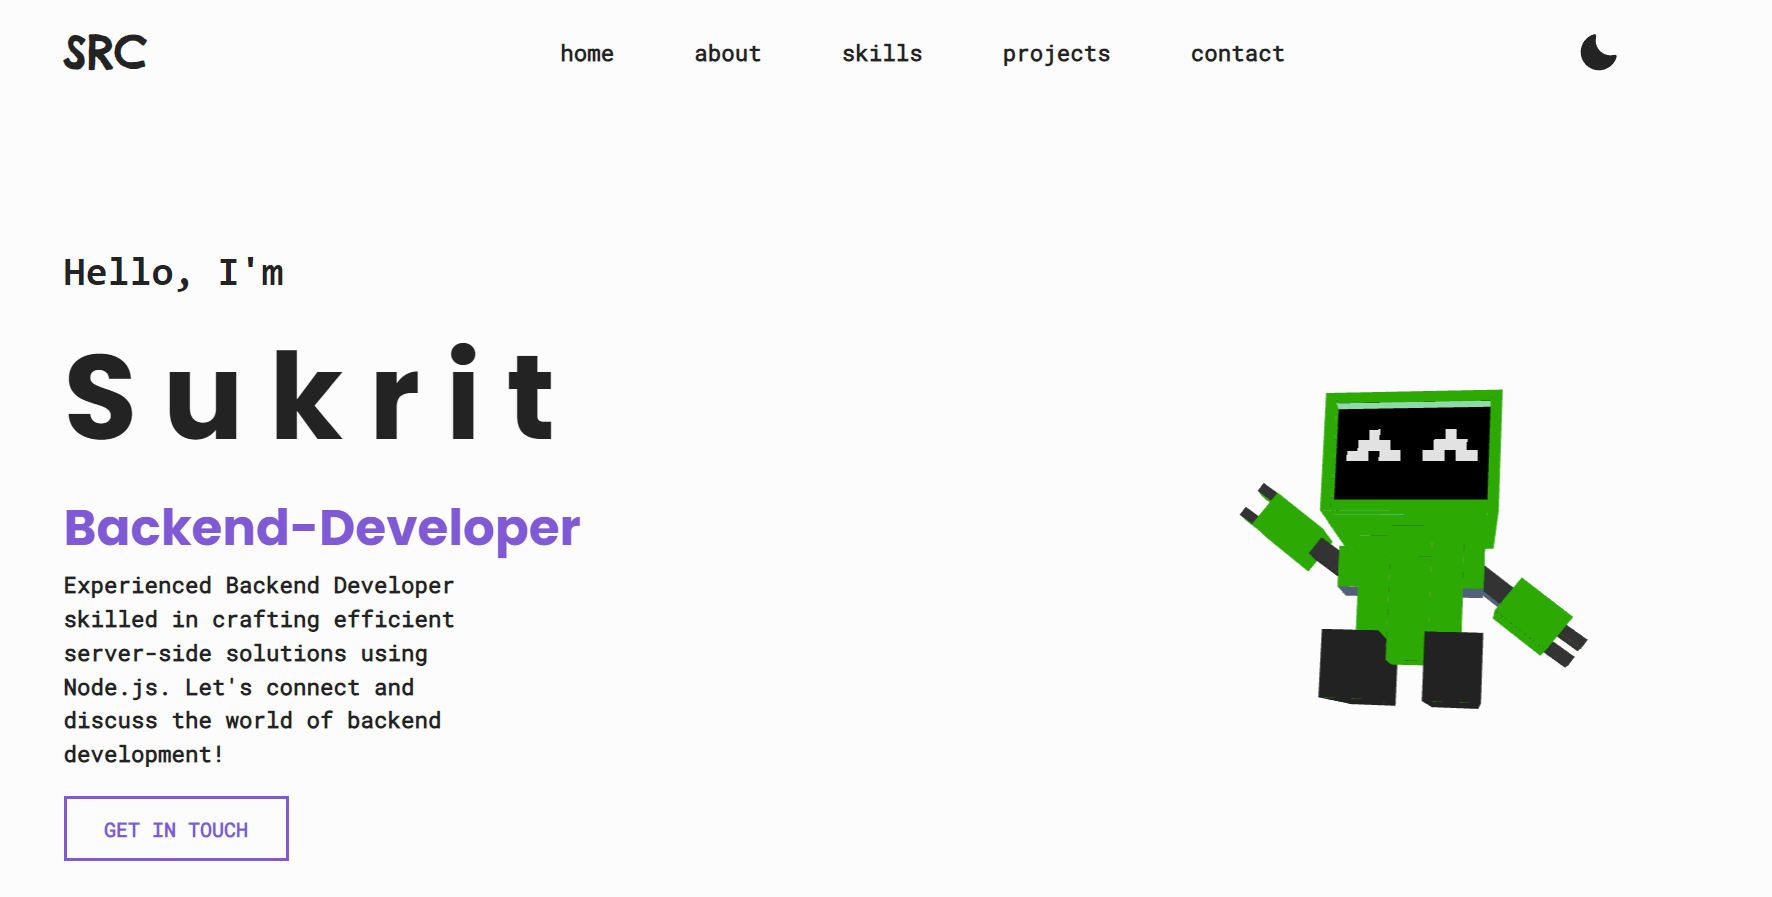 SRC
home about skills projects contact
Hello, I'm
Sukrit
Backend-Developer
Experienced Backend Developer
skilled in crafting efficient
server-side solutions using
Node.js. Let's connect and
discuss the world of backend
development!
GET IN TOUCH